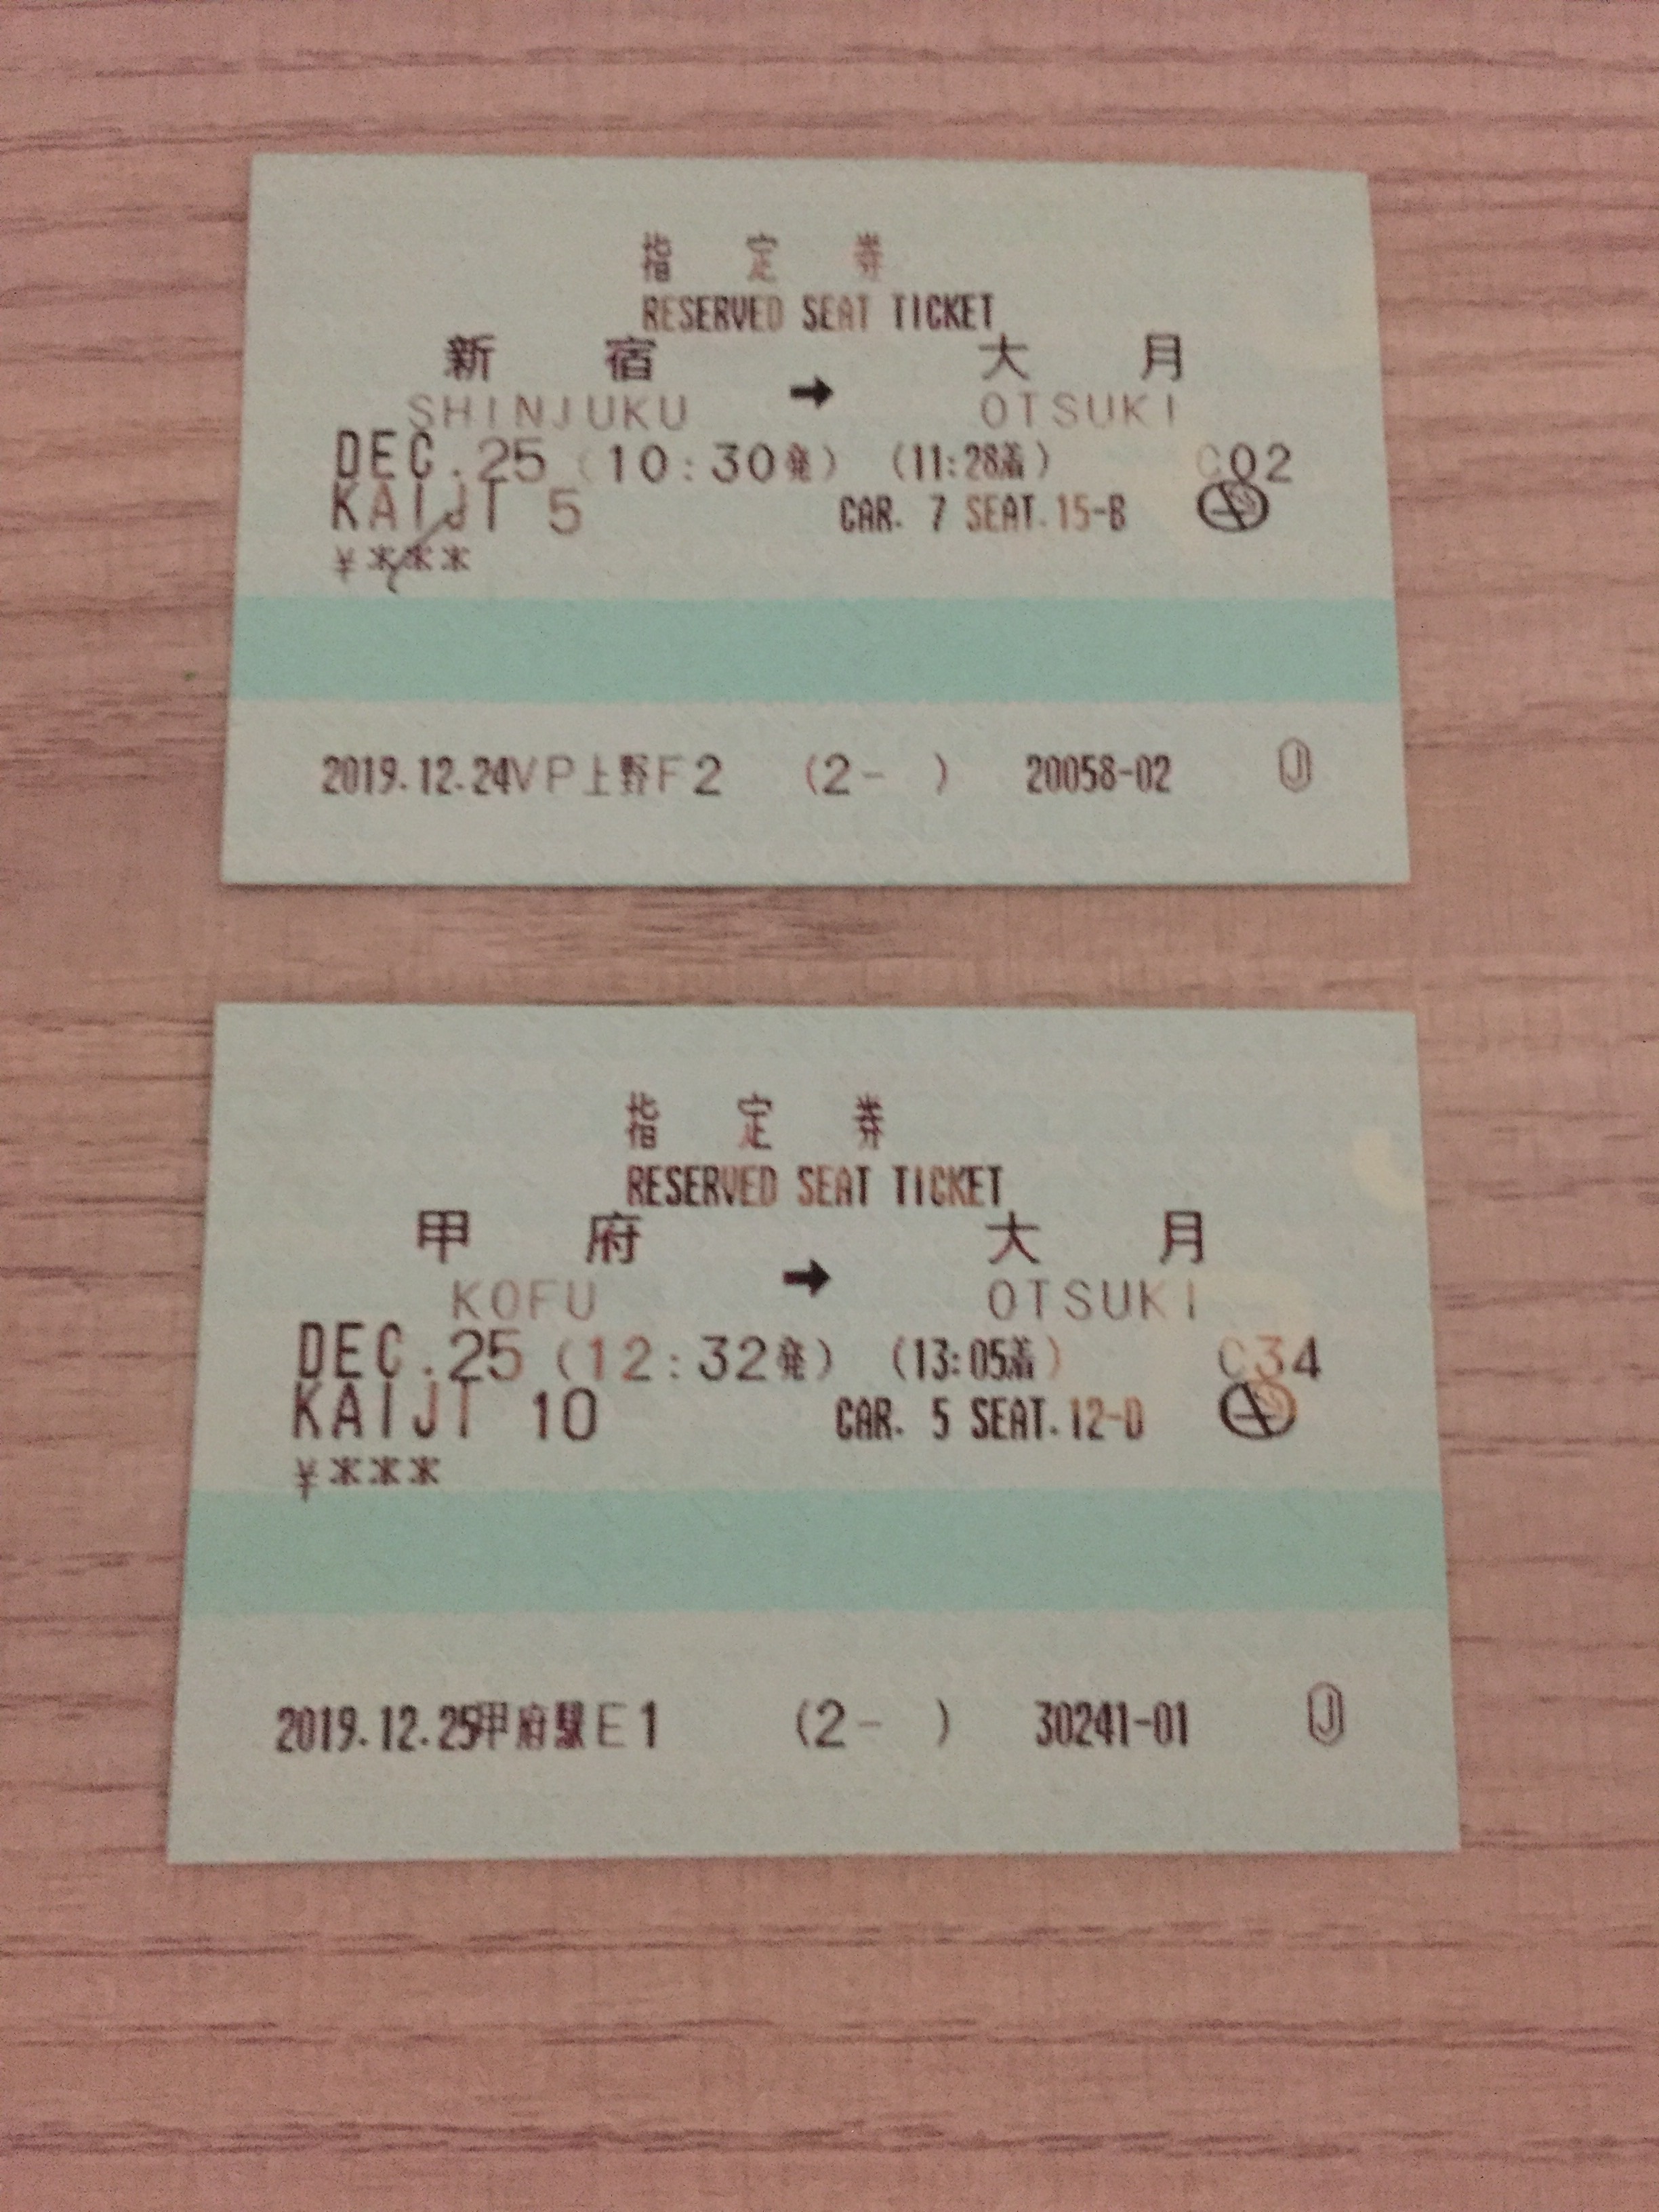 指定券
RESERVED SEAT TICKET
新宿 → 大月
SHINJUKU OTSUKI
DEC.25 (10:30発) (11:28着) C02
KAIJI 5 CAR. 7 SEAT.15-B
¥***
2019.12.24VP上野F2 (2- ) 20058-02 J
指定券
RESERVED SEAT TICKET
甲府 → 大月
KOFU OTSUKI
DEC.25 (12:32発) (13:05着) C34
KAIJI 10 CAR. 5 SEAT.12-D
¥***
2019.12.25甲府駅E1 (2- ) 30241-01 J